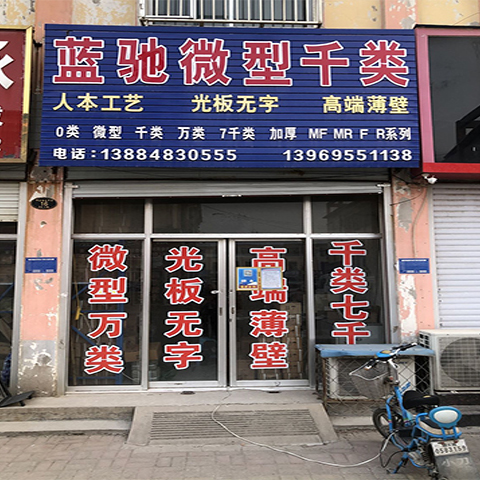 蓝驰微型千类
人本工艺 光板无字 高端薄壁
0类 微型 千类 万类 7千类 加厚 MF MR F R系列
电话:13884830555 13969551138
微型万类
光板无字
高端薄壁
千类七千